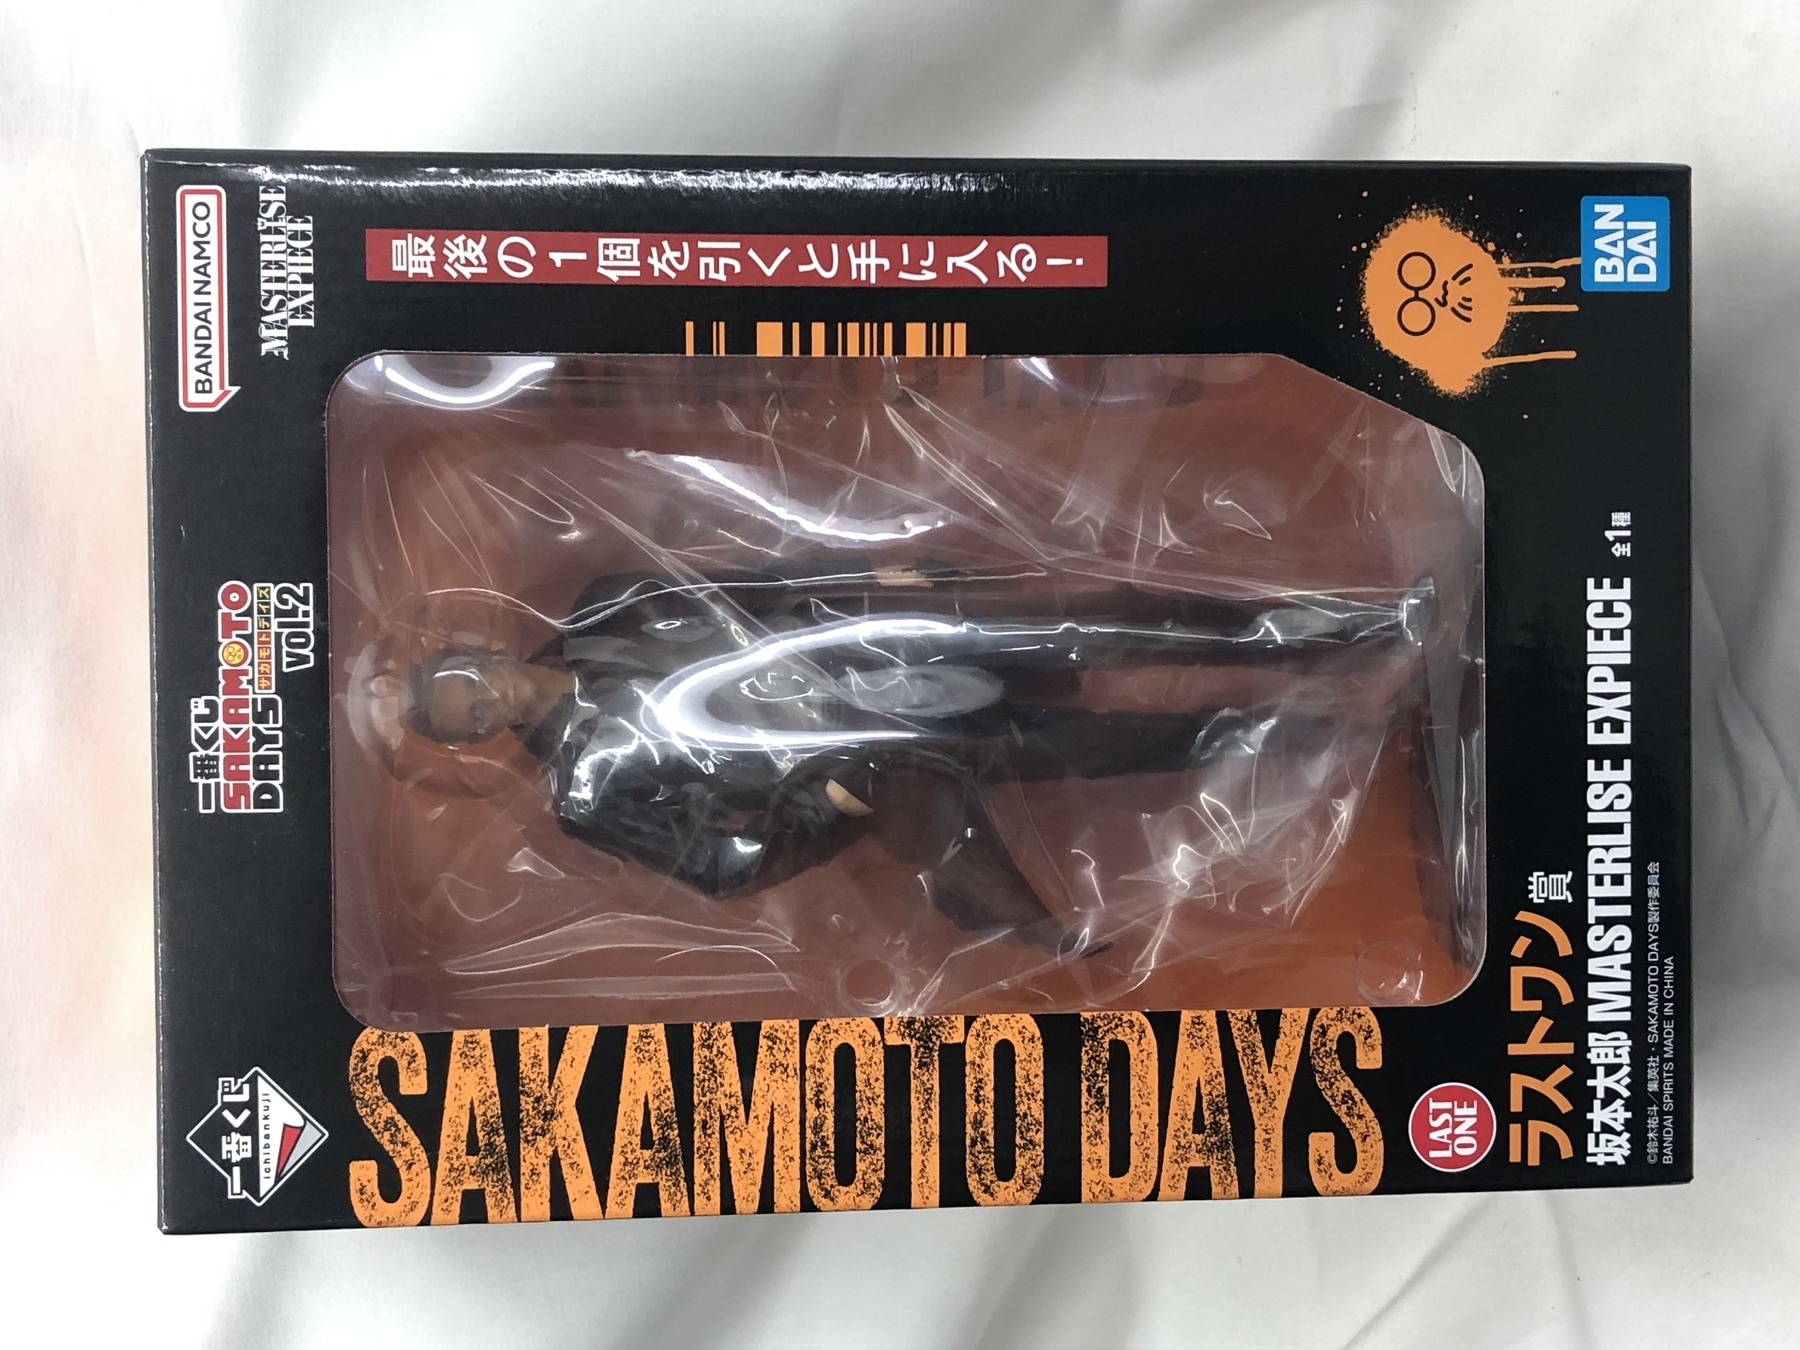 BANDAI NAMCO
MASTERLISE
EXPIECE
一番くじ
SAKAMOTO
DAYS サカモトデイズ
vol.2
一番くじ
ichibankuji
最後の1個を引くと手に入る!
SAKAMOTO DAYS
LAST
ONE
ラストワン賞
坂本太郎 MASTERLISE EXPIECE 全1種
©鈴木祐斗/集英社・SAKAMOTO DAYS製作委員会
BANDAI SPIRITS MADE IN CHINA
BAN
DAI